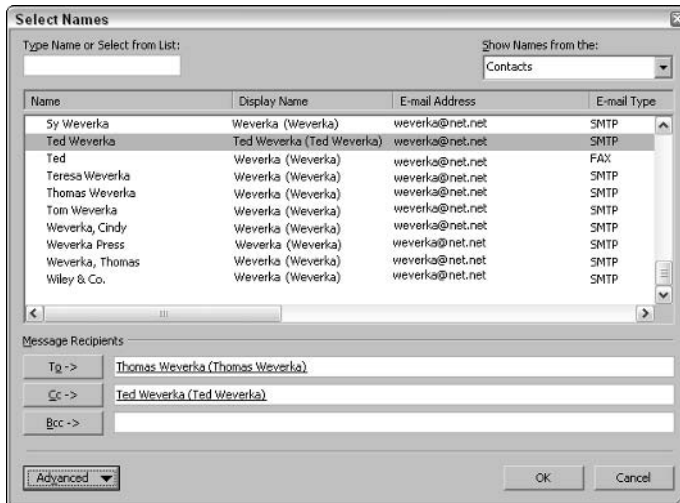 Select Names
Type Name or Select from List:
Show Names from the:
Contacts
Name Display Name E-mail Address E-mail Type
Sy Weverka Weverka (Weverka) weverka@net.net SMTP
Ted Weverka Ted Weverka (Ted Weverka) weverka@net.net SMTP
Ted Weverka (Weverka) weverka@net.net FAX
Teresa Weverka Weverka (Weverka) weverka@net.net SMTP
Thomas Weverka Weverka (Weverka) weverka@net.net SMTP
Tom Weverka Weverka (Weverka) weverka@net.net SMTP
Weverka, Cindy Weverka (Weverka) weverka@net.net SMTP
Weverka Press Weverka (Weverka) weverka@net.net SMTP
Weverka, Thomas Weverka (Weverka) weverka@net.net SMTP
Wiley & Co. Weverka (Weverka) weverka@net.net SMTP
Message Recipients
To -> Thomas Weverka (Thomas Weverka)
Cc -> Ted Weverka (Ted Weverka)
Bcc ->
Advanced OK Cancel